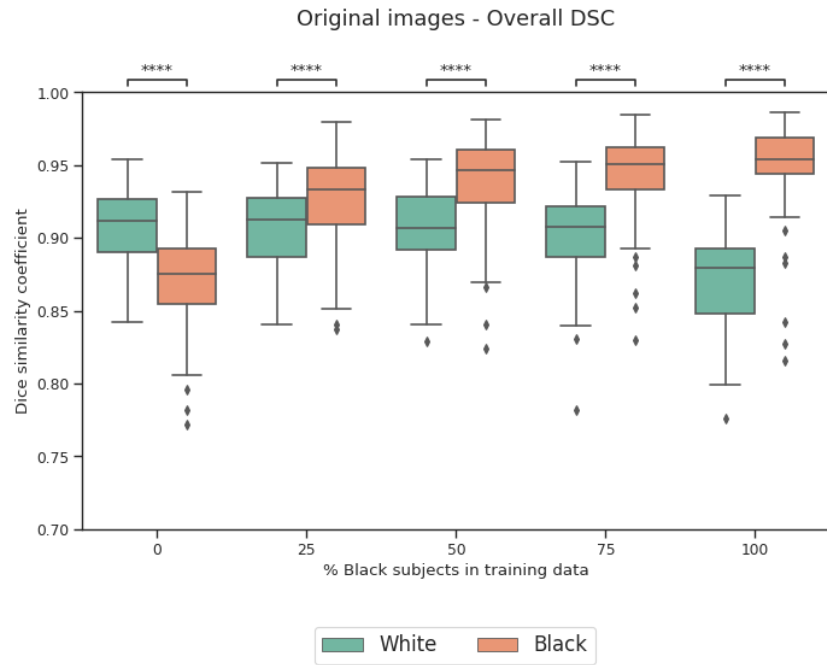 Original images - Overall DSC
**** **** **** **** ****
1.00
0.95
0.90
0.85
0.80
0.75
0.70
Dice similarity coefficient
0 25 50 75 100
% Black subjects in training data
White Black